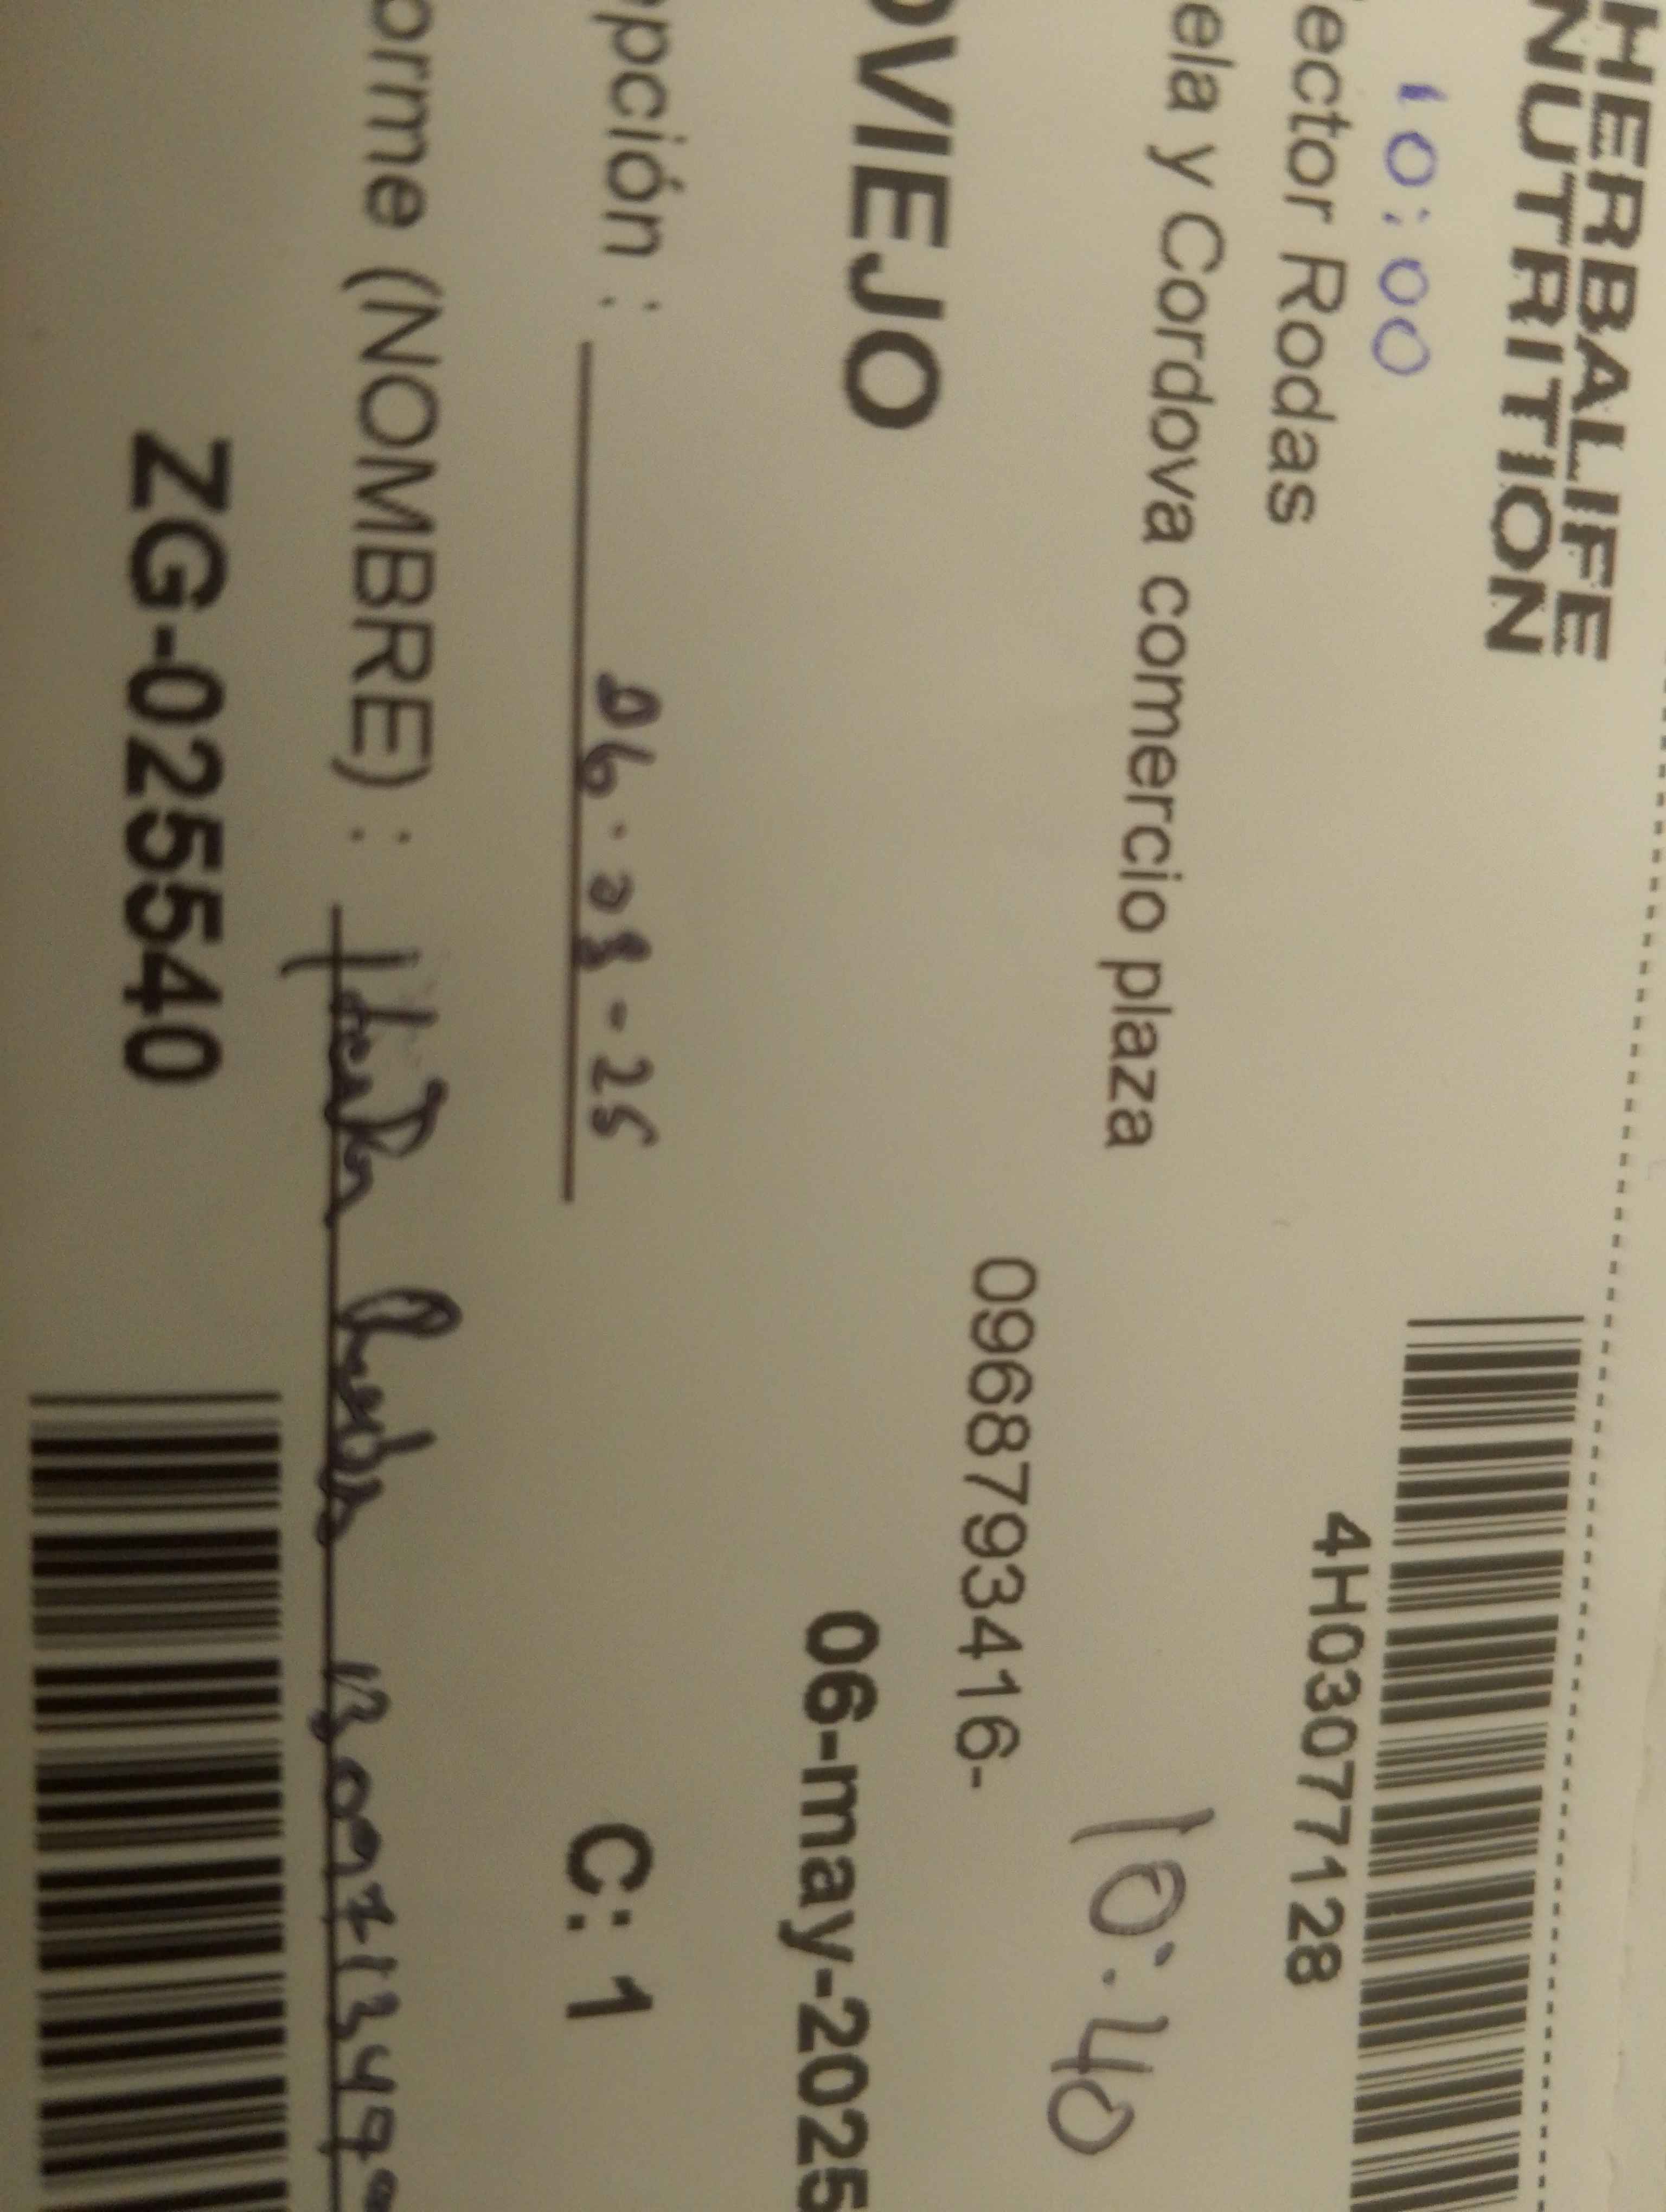 HERBALIFE
NUTRITION
10:00
4H030771128
ector Rodas
ela y Cordova comercio plaza
10:40
0968793416-
OVIEJO
06-may-2025
pción :
06.05-25
C: 1
orme (NOMBRE) :
ZG-025540